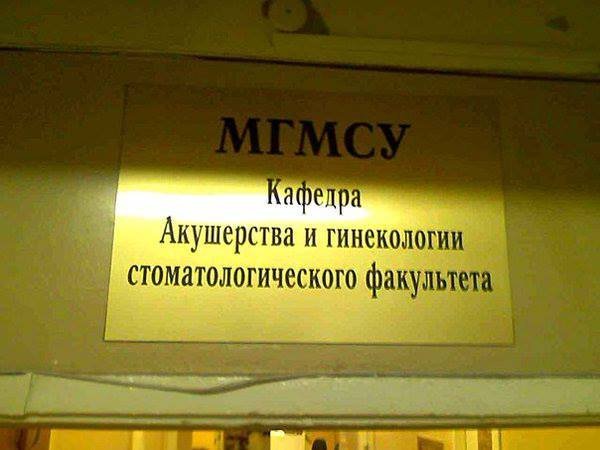 МГМСУ
Кафедра
Акушерства и гинекологии
стоматологического факультета